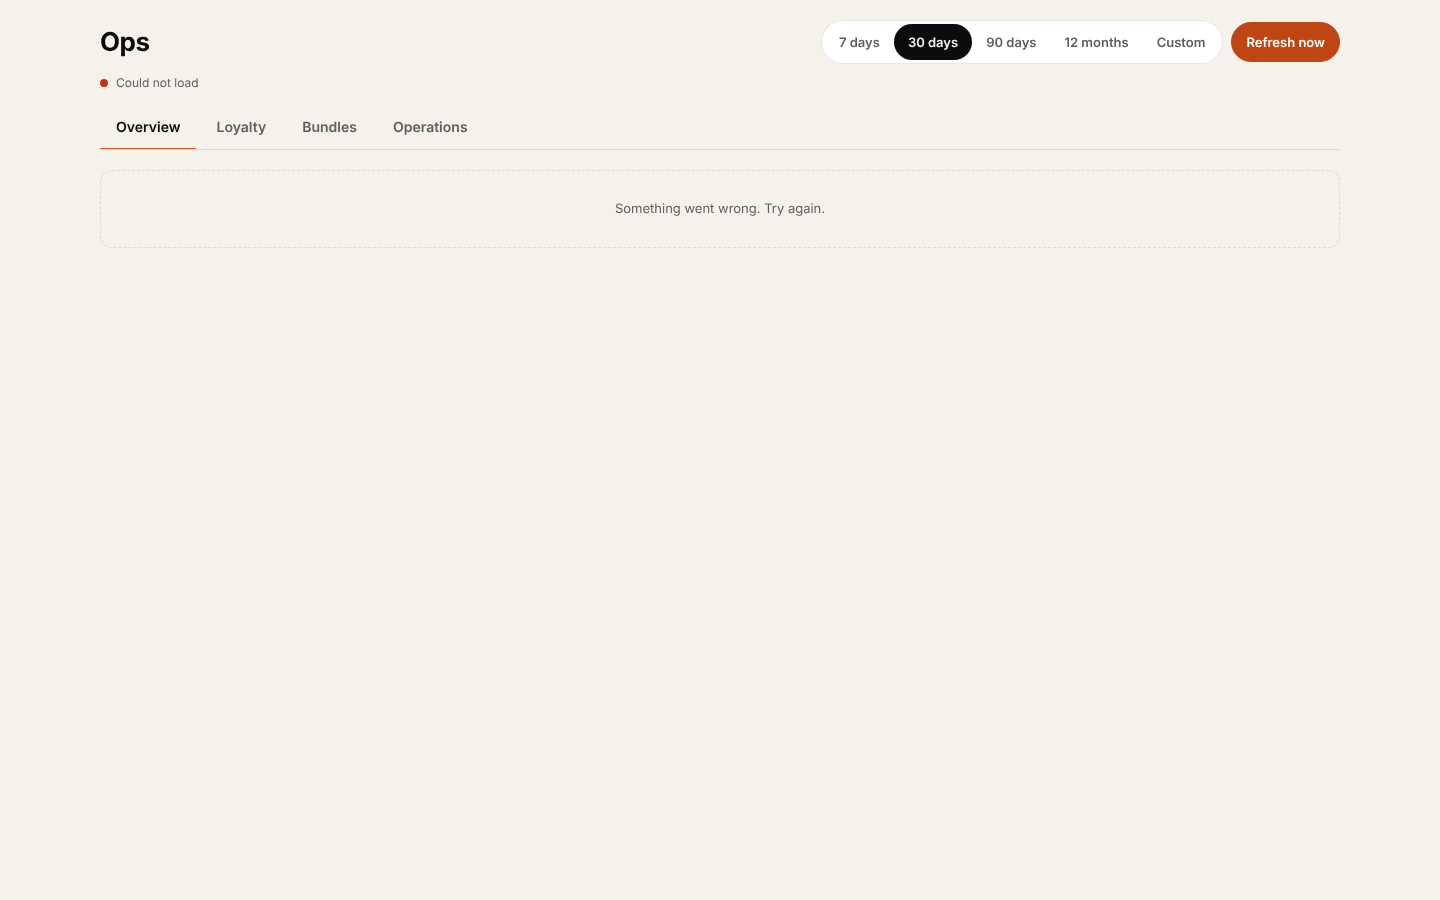 Ops
7 days 30 days 90 days 12 months Custom Refresh now
Could not load
Overview Loyalty Bundles Operations
Something went wrong. Try again.